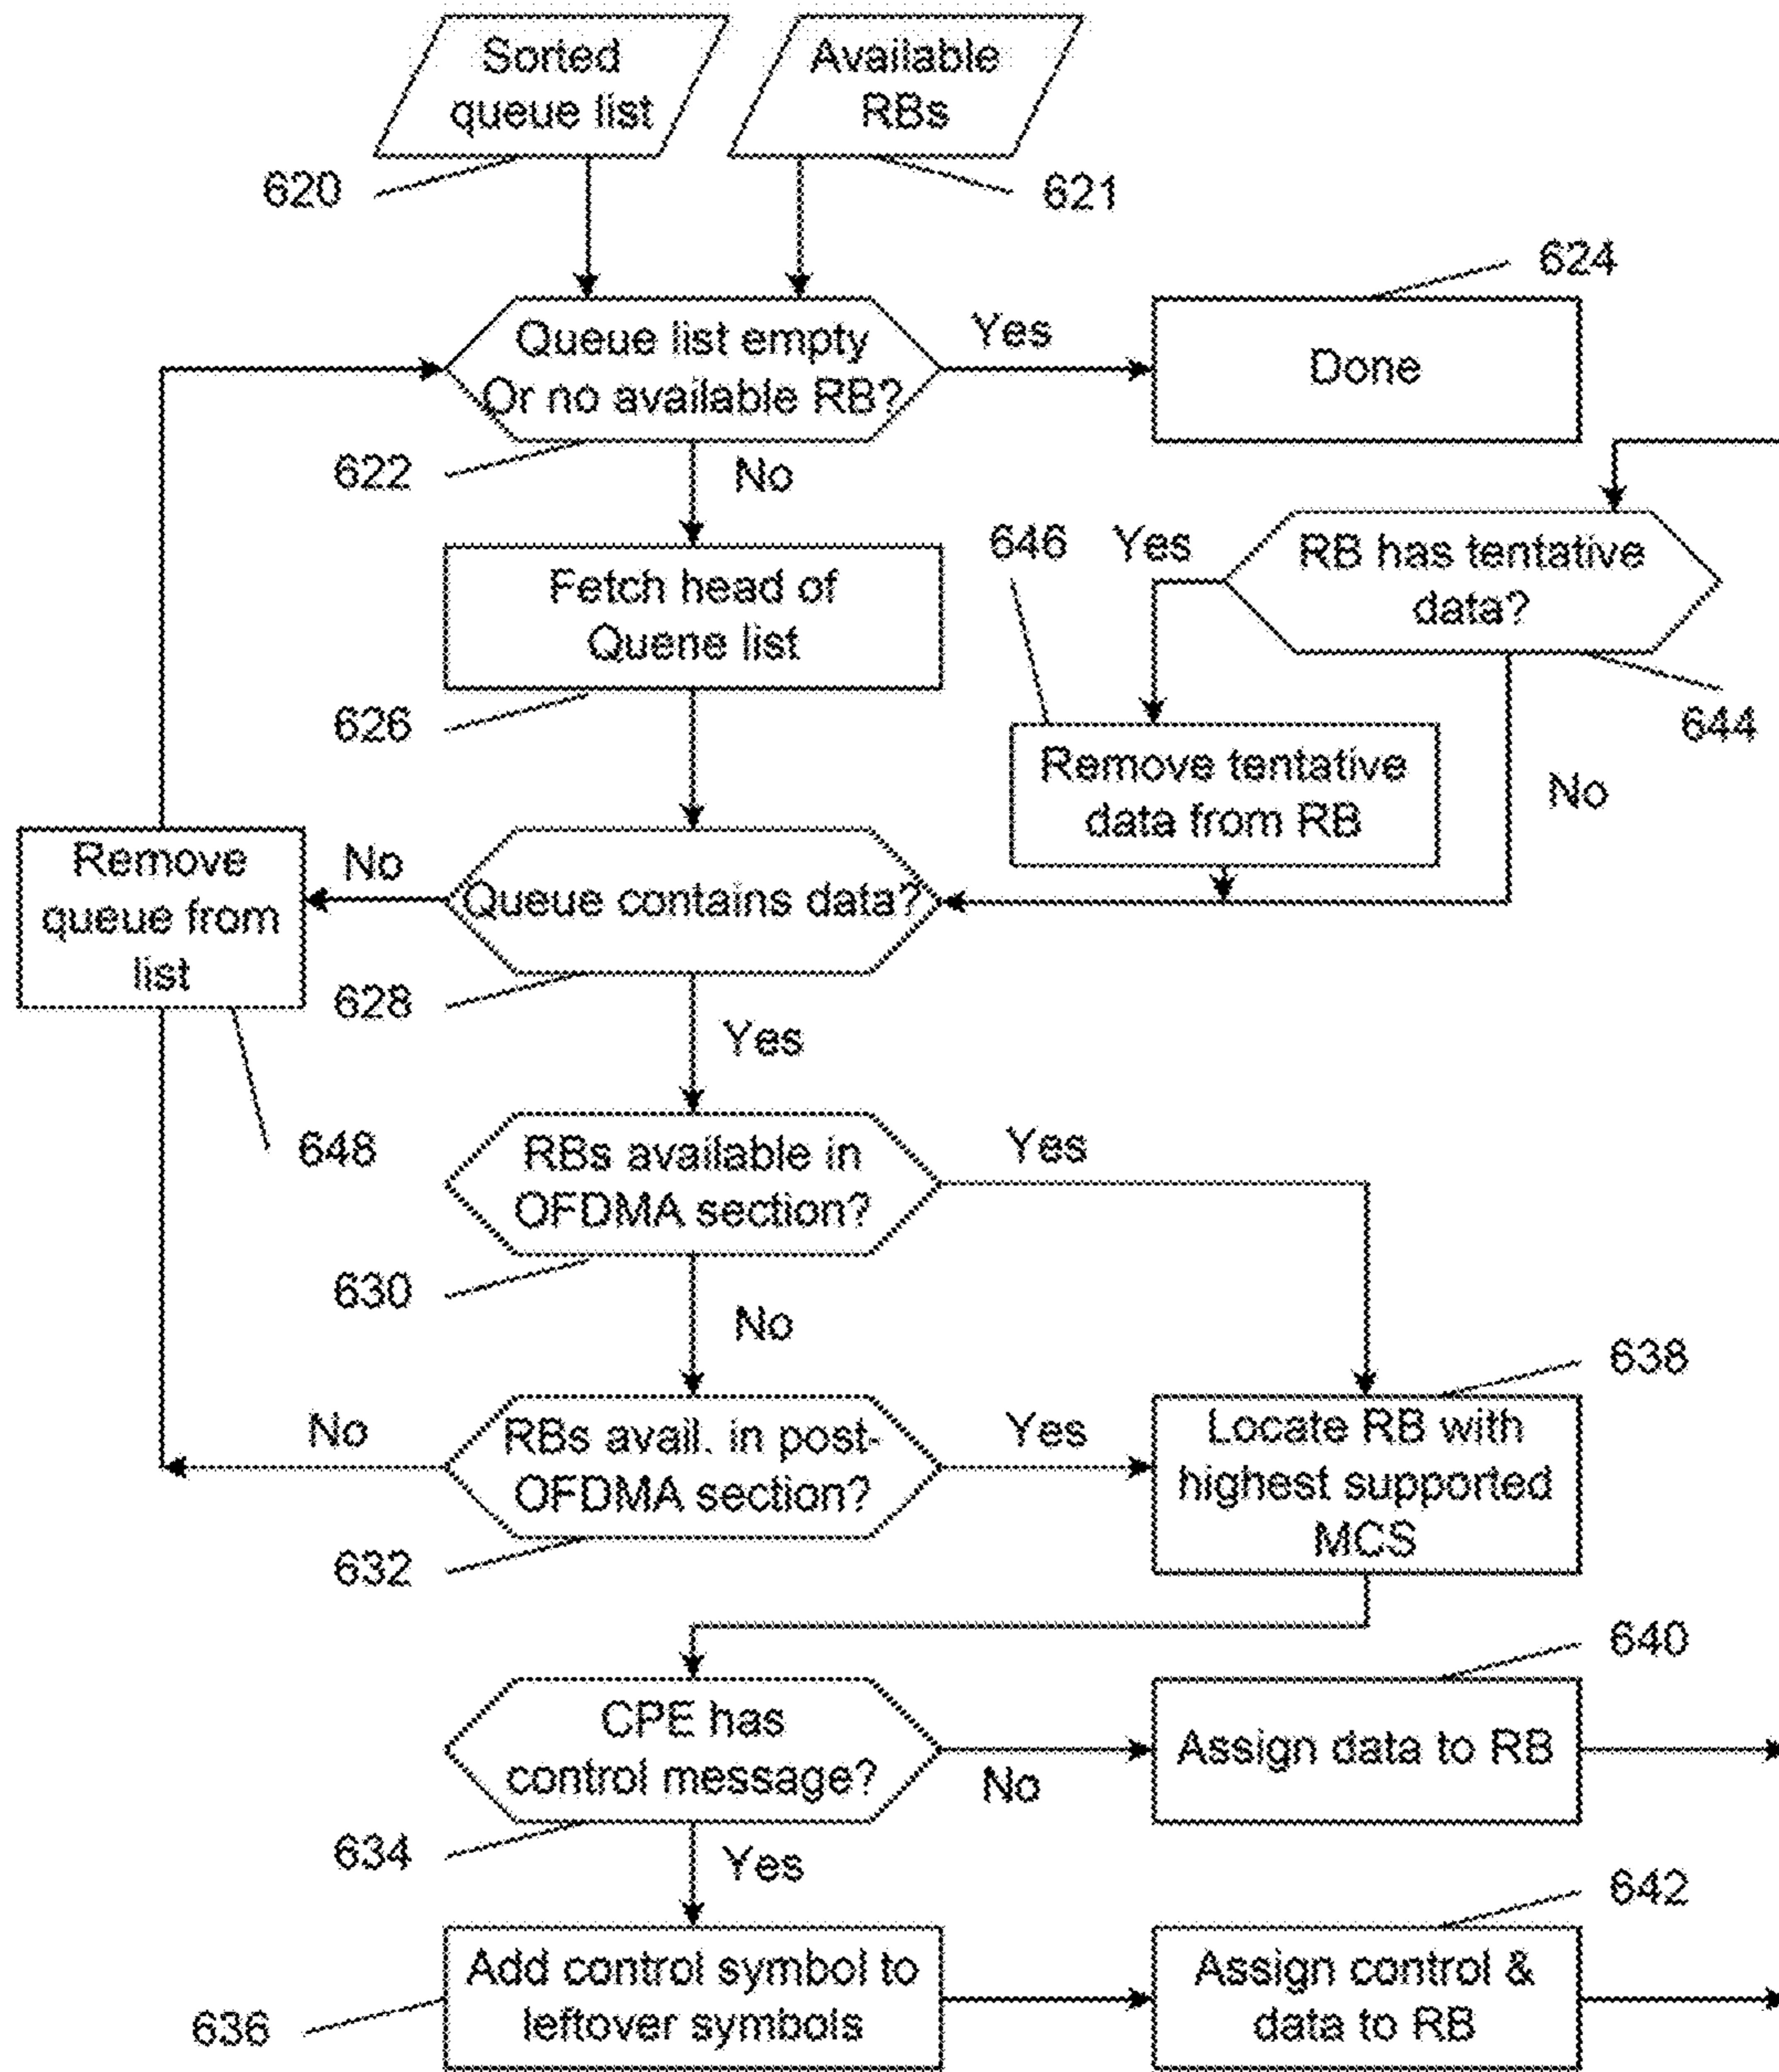 Sorted
queue list
Available
RBs
620
621
624
Queue list empty
Or no available RB?
Yes
Done
622
No
646
Yes
RB has tentative
data?
Fetch head of
Quene list
626
644
Remove tentative
data from RB
No
Remove
queue from
list
No
Queue contains data?
628
Yes
648
RBs available in
OFDMA section?
Yes
630
No
638
No
RBs avail. in post-
OFDMA section?
Yes
Locate RB with
highest supported
MCS
632
640
CPE has
control message?
No
Assign data to RB
634
Yes
642
Add control symbol to
leftover symbols
Assign control &
data to RB
636